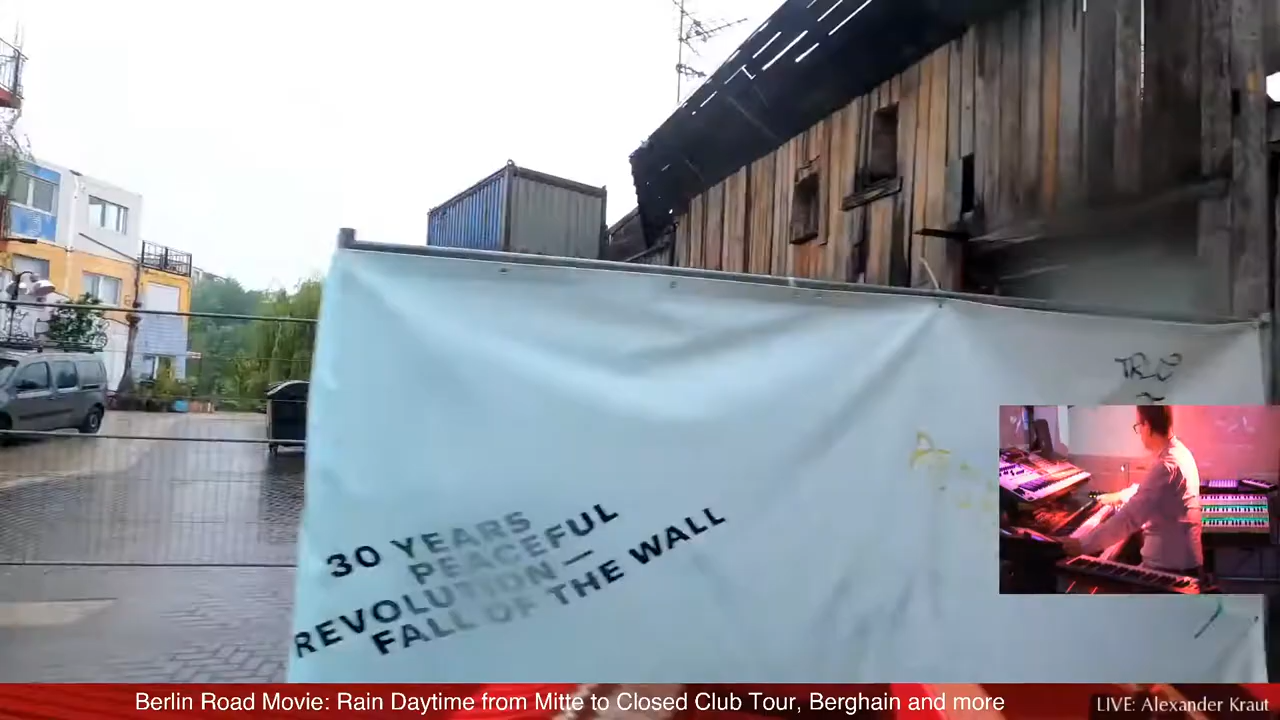 30 YEARS
PEACEFUL
REVOLUTION—
FALL OF THE WALL
Berlin Road Movie: Rain Daytime from Mitte to Closed Club Tour, Berghain and more
LIVE: Alexander Kraut